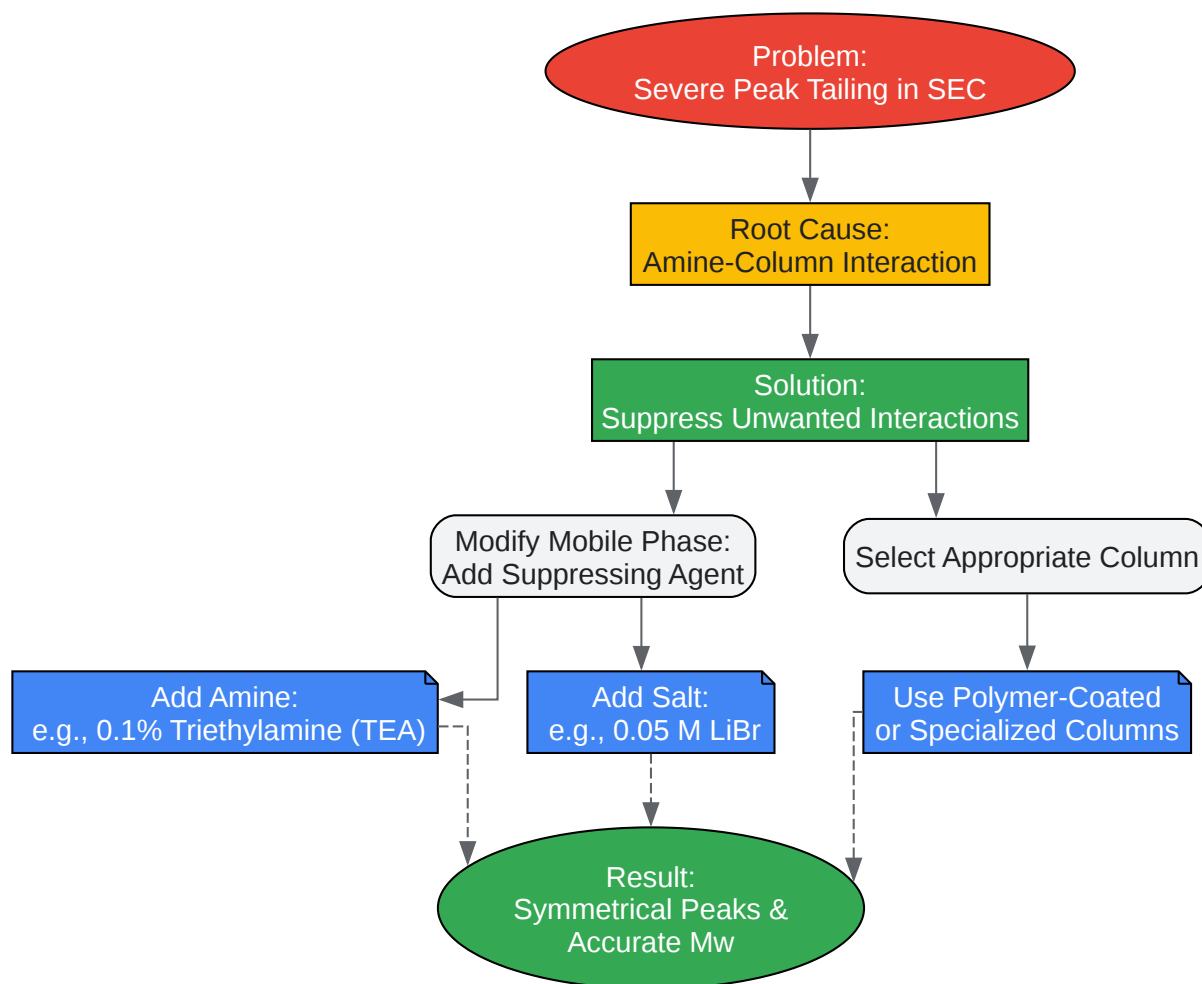 Problem:
Severe Peak Tailing in SEC
Root Cause:
Amine-Column Interaction
Solution:
Suppress Unwanted Interactions
Modify Mobile Phase:
Add Suppressing Agent
Select Appropriate Column
Add Amine:
e.g., 0.1% Triethylamine (TEA)
Add Salt:
e.g., 0.05 M LiBr
Use Polymer-Coated
or Specialized Columns
Result:
Symmetrical Peaks &
Accurate Mw